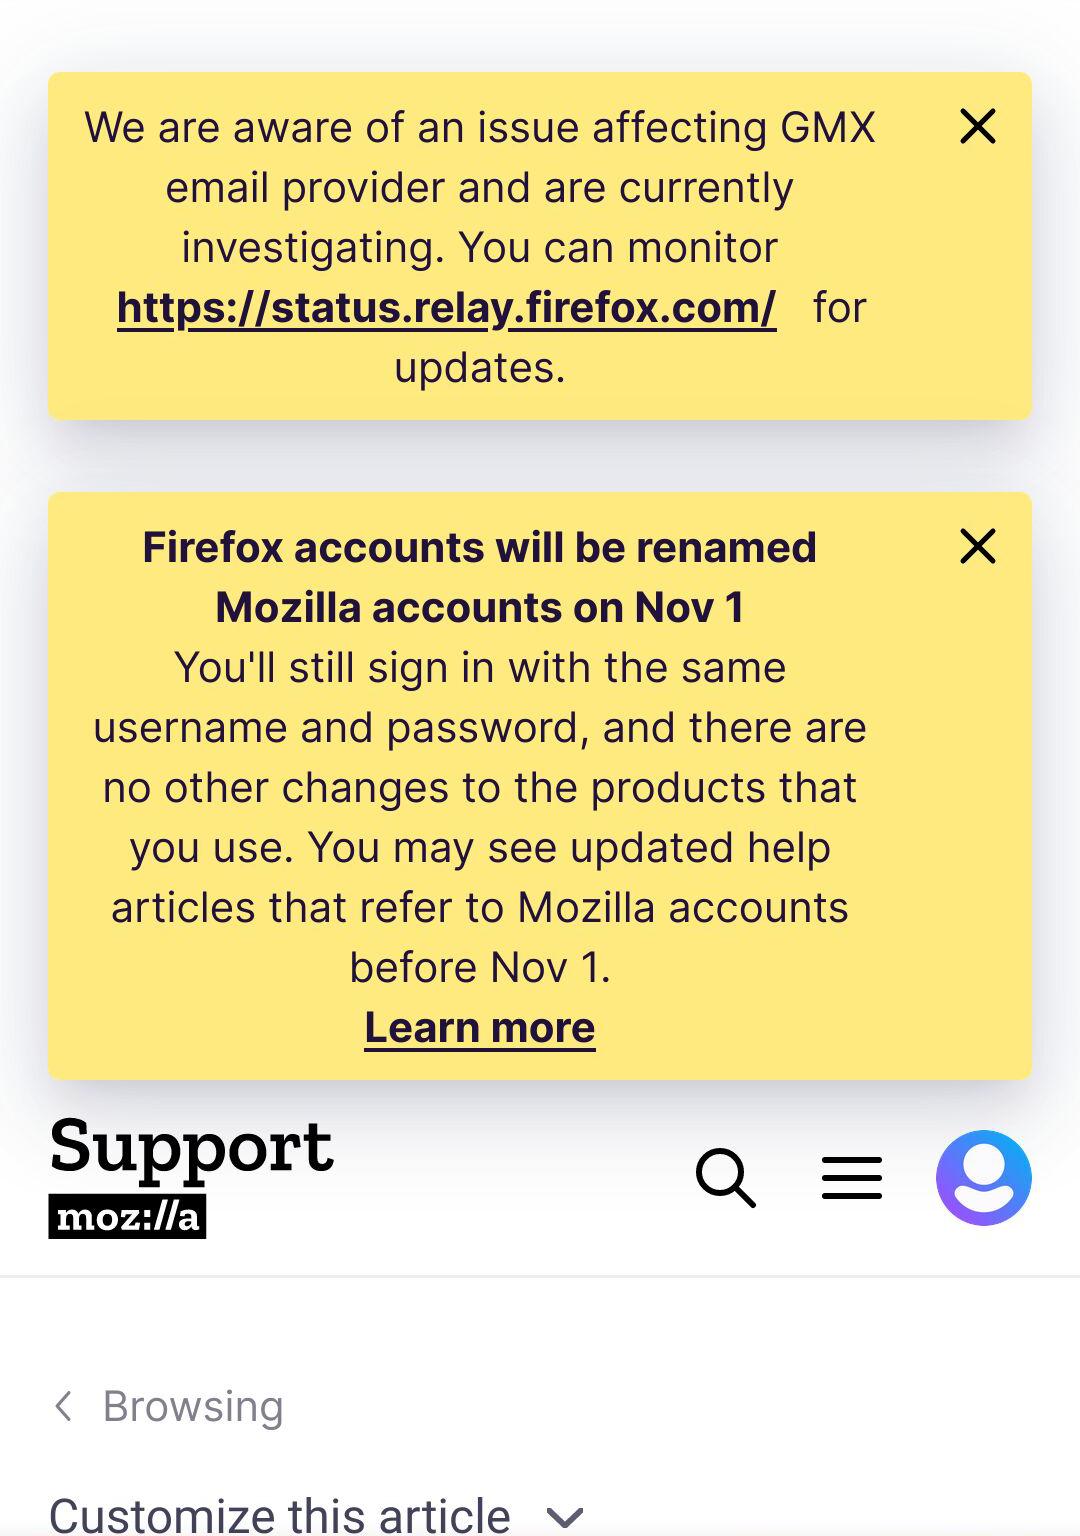 We are aware of an issue affecting GMX
email provider and are currently
investigating. You can monitor
https://status.relay.firefox.com/ for
updates.
Firefox accounts will be renamed
Mozilla accounts on Nov 1
You'll still sign in with the same
username and password, and there are
no other changes to the products that
you use. You may see updated help
articles that refer to Mozilla accounts
before Nov 1.
Learn more
Support
moz://a
Browsing
Customize this article